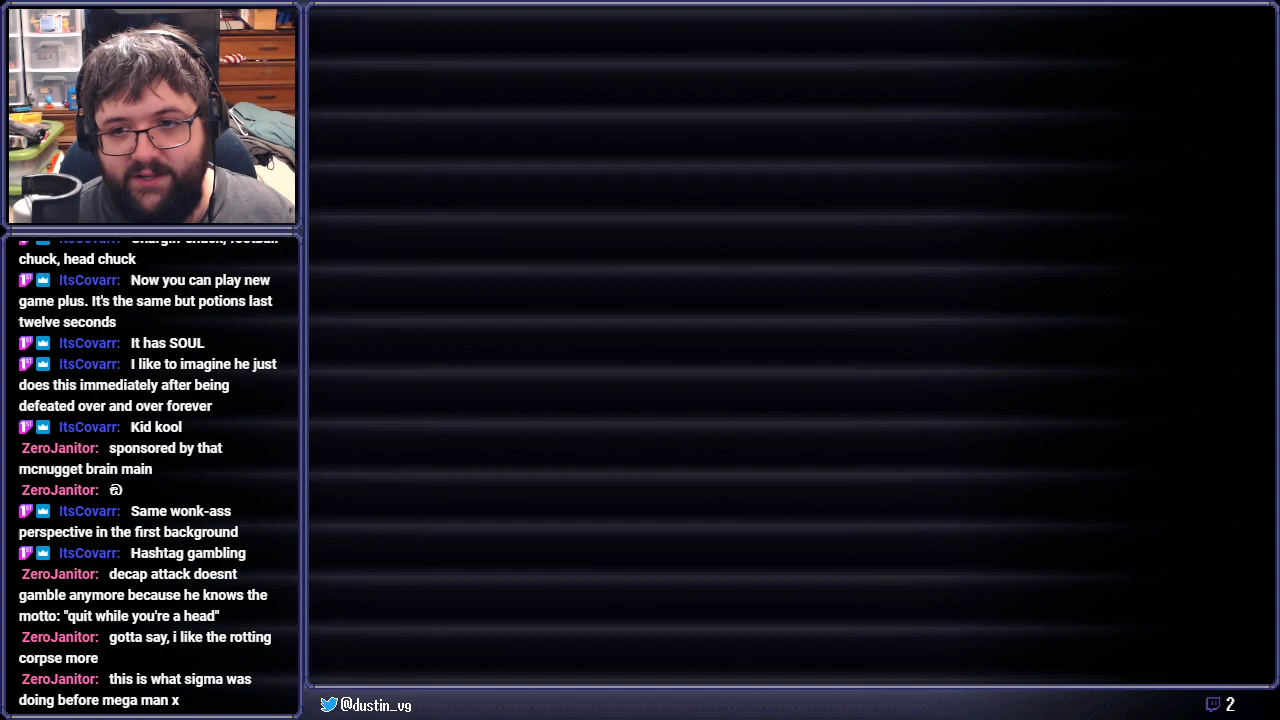 chuck, head chuck
ItsCovarr: Now you can play new
game plus. It's the same but potions last
twelve seconds
ItsCovarr: It has SOUL
ItsCovarr: I like to imagine he just
does this immediately after being
defeated over and over forever
ItsCovarr: Kid kool
ZeroJanitor: sponsored by that
mcnugget brain main
ZeroJanitor:
ItsCovarr: Same wonk-ass
perspective in the first background
ItsCovarr: Hashtag gambling
ZeroJanitor: decap attack doesnt
gamble anymore because he knows the
motto: "quit while you're a head"
ZeroJanitor: gotta say, i like the rotting
corpse more
ZeroJanitor: this is what sigma was
doing before mega man x
@dustin_vg
2